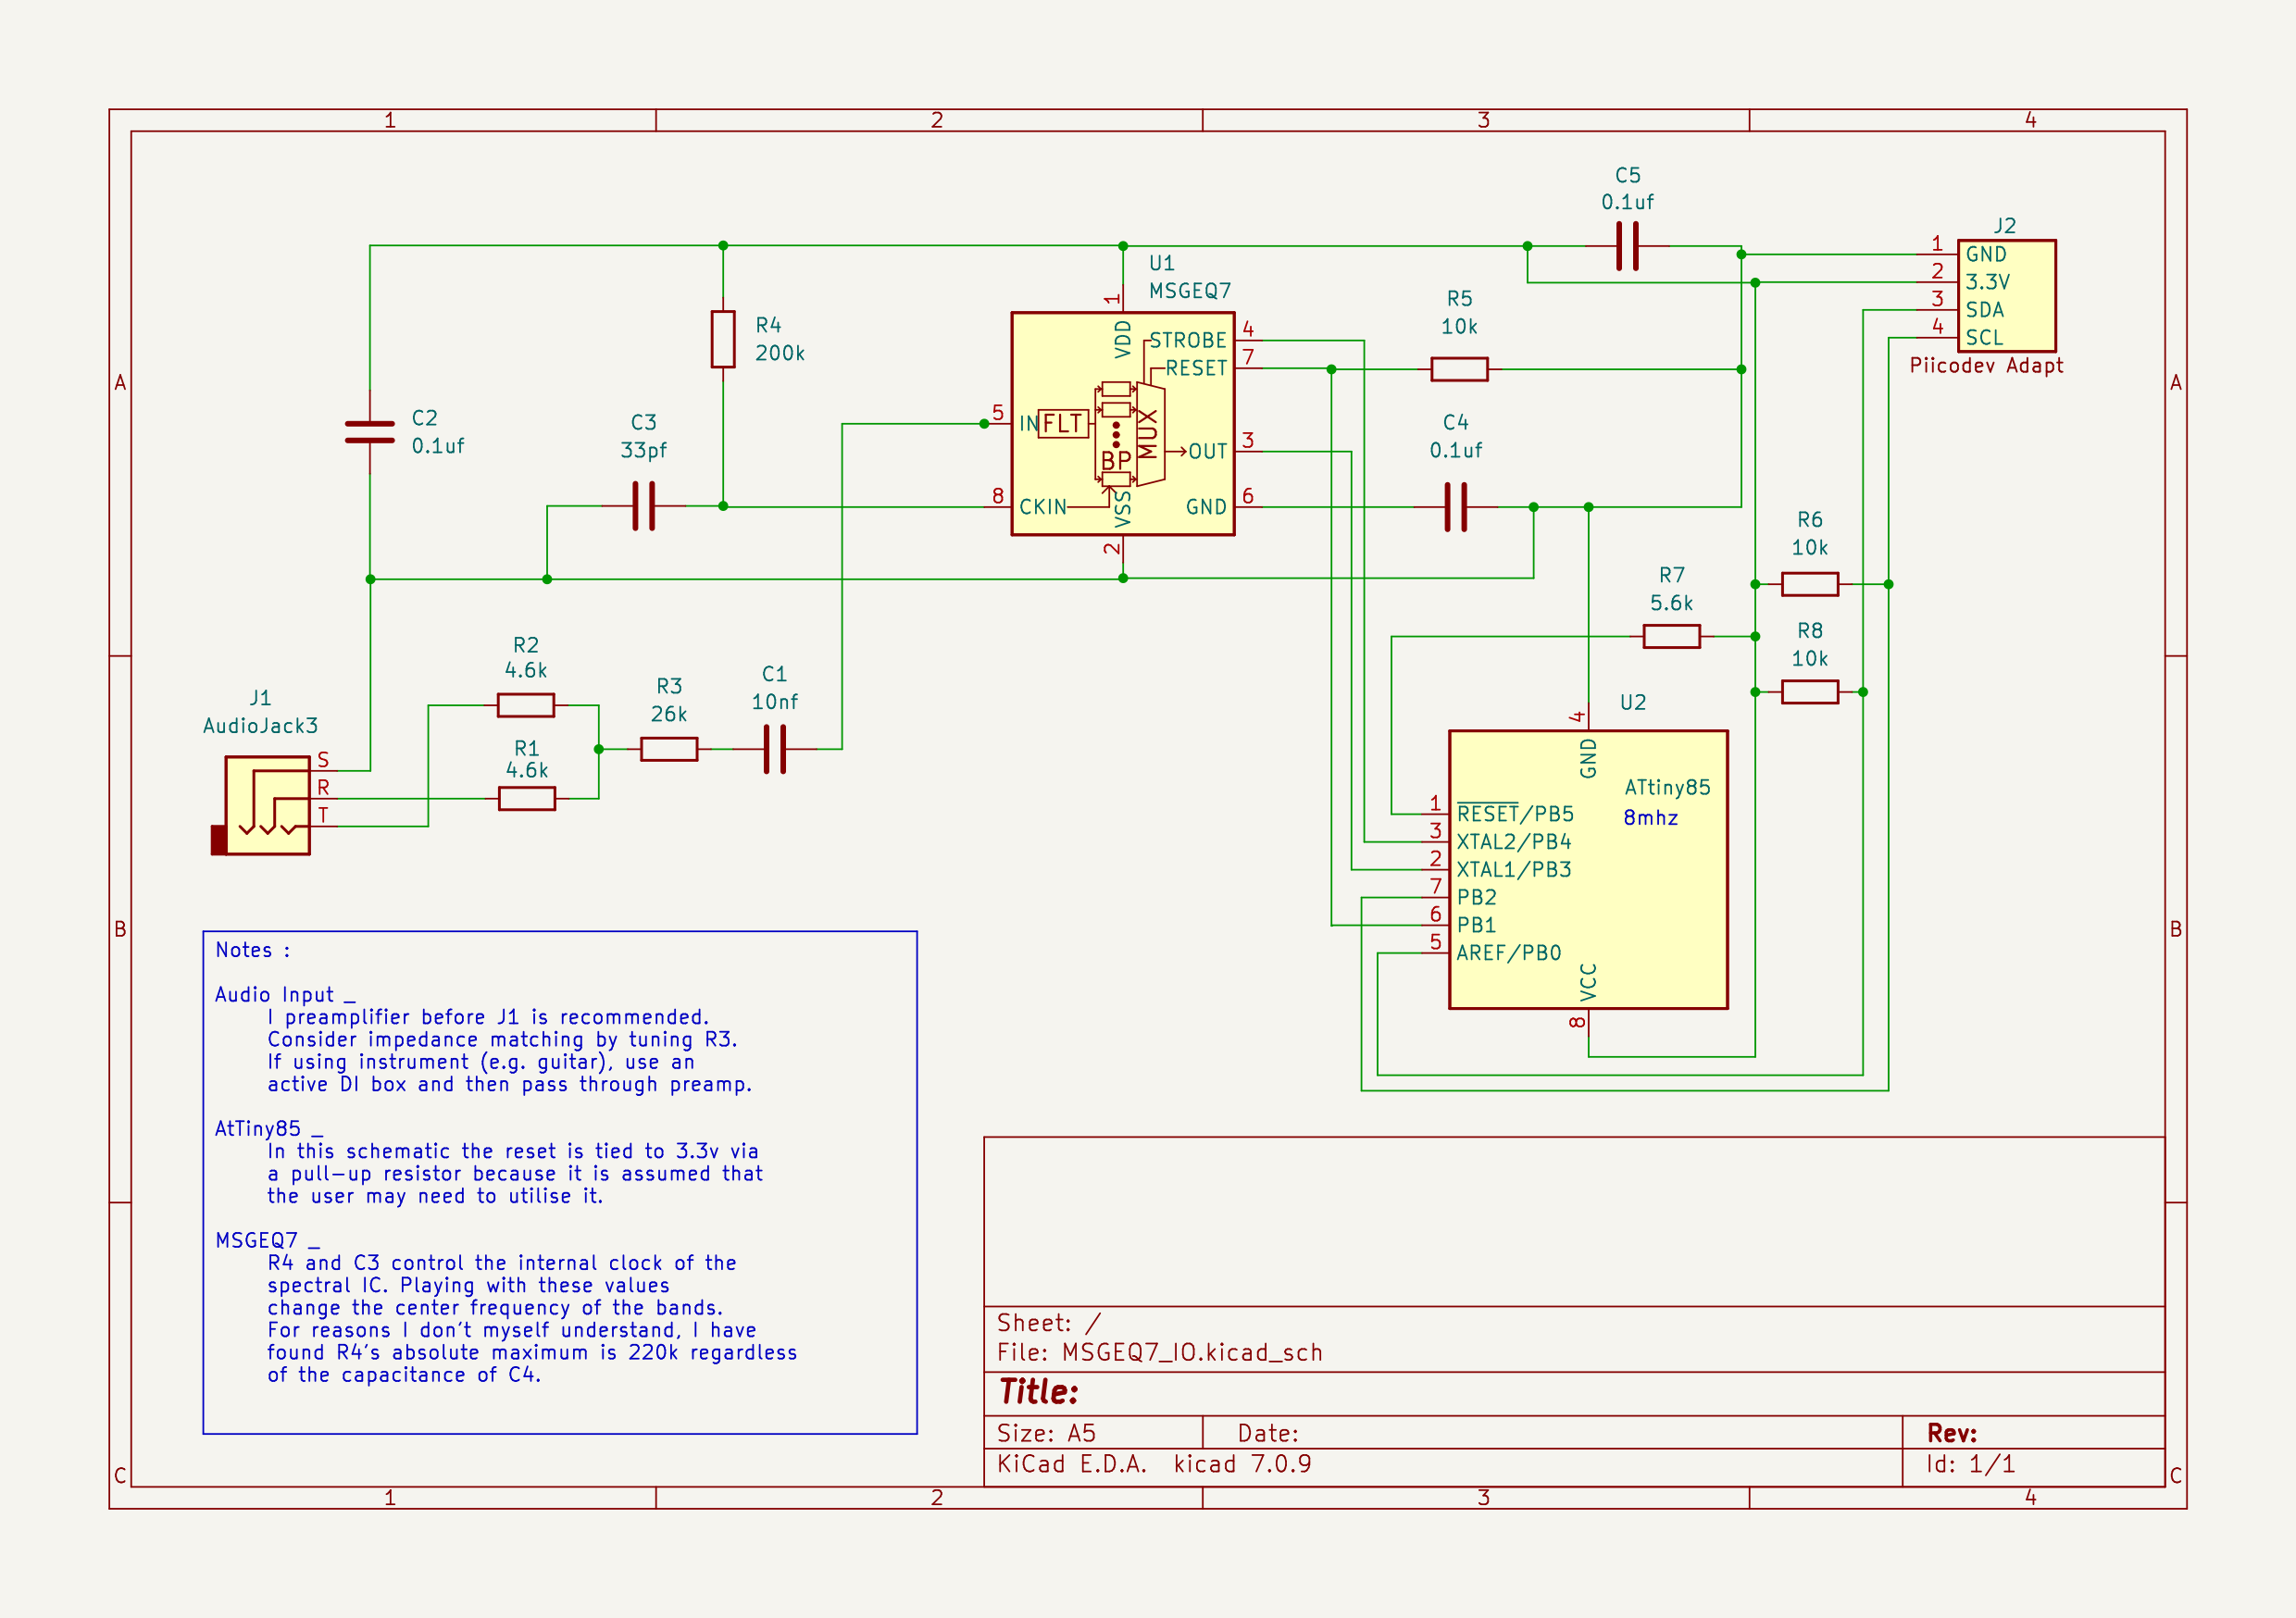 1 2 3 4
C5
0.1uf
J2
1 GND
2 3.3V
3 SDA
4 SCL
Piicodev Adapt
U1
MSGEQ7
1
VDD
STROBE 4
RESET 7
5 IN
FLT
BP
MUX
OUT 3
8 CKIN
VSS
GND 6
2
R5
10k
R4
200k
A
A
C2
0.1uf
C3
33pf
C4
0.1uf
R6
10k
R7
5.6k
R8
10k
R2
4.6k
R3
26k
C1
10nf
J1
AudioJack3
R1
4.6k
S
R
T
U2
4
GND
ATtiny85
8mhz
1 RESET/PB5
3 XTAL2/PB4
2 XTAL1/PB3
7 PB2
6 PB1
5 AREF/PB0
VCC
8
B
B
Notes :
Audio Input _
I preamplifier before J1 is recommended.
Consider impedance matching by tuning R3.
If using instrument (e.g. guitar), use an
active DI box and then pass through preamp.
AtTiny85 _
In this schematic the reset is tied to 3.3v via
a pull-up resistor because it is assumed that
the user may need to utilise it.
MSGEQ7 _
R4 and C3 control the internal clock of the
spectral IC. Playing with these values
change the center frequency of the bands.
For reasons I don't myself understand, I have
found R4's absolute maximum is 220k regardless
of the capacitance of C4.
Sheet: /
File: MSGEQ7_IO.kicad_sch
Title:
Size: A5 Date: Rev:
KiCad E.D.A. kicad 7.0.9 Id: 1/1
C
C
1 2 3 4